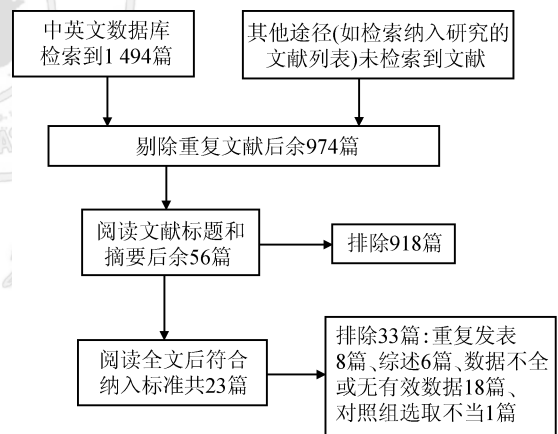 中英文数据库
检索到1 494篇
其他途径(如检索纳入研究的
文献列表)未检索到文献
剔除重复文献后余974篇
阅读文献标题和
摘要后余56篇
排除918篇
阅读全文后符合
纳入标准共23篇
排除33篇:重复发表
8篇、综述6篇、数据不全
或无有效数据18篇、
对照组选取不当1篇